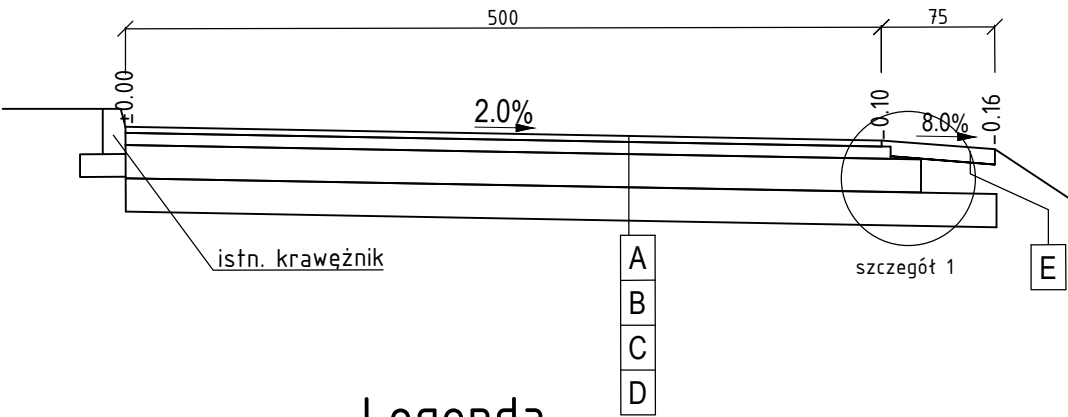 500
75
±0.00
2.0%
-0.10
8.0%
-0.16
istn. krawężnik
szczegół 1
A
B
C
D
E
Legenda